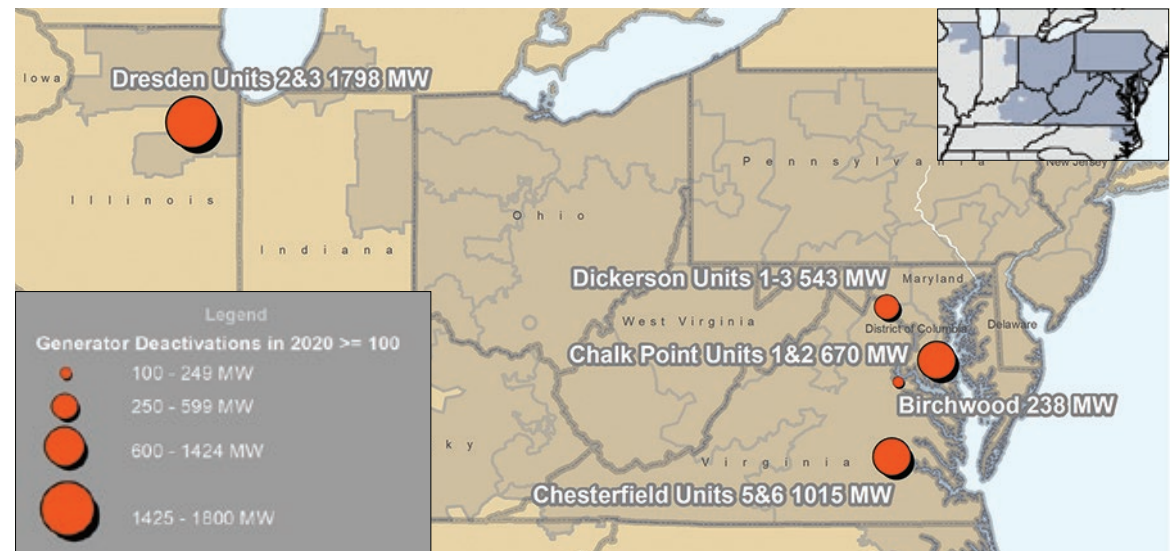 Iowa
Dresden Units 2&3 1798 MW
Pennsylvania
New Jersey
Illinois
Ohio
Indiana
Dickerson Units 1-3 543 MW
Maryland
West Virginia
District of Columbia
Delaware
Chalk Point Units 1&2 670 MW
Birchwood 238 MW
ky
Virginia
Chesterfield Units 5&6 1015 MW
Legend
Generator Deactivations in 2020 >= 100
100 - 249 MW
250 - 599 MW
600 - 1424 MW
1425 - 1800 MW